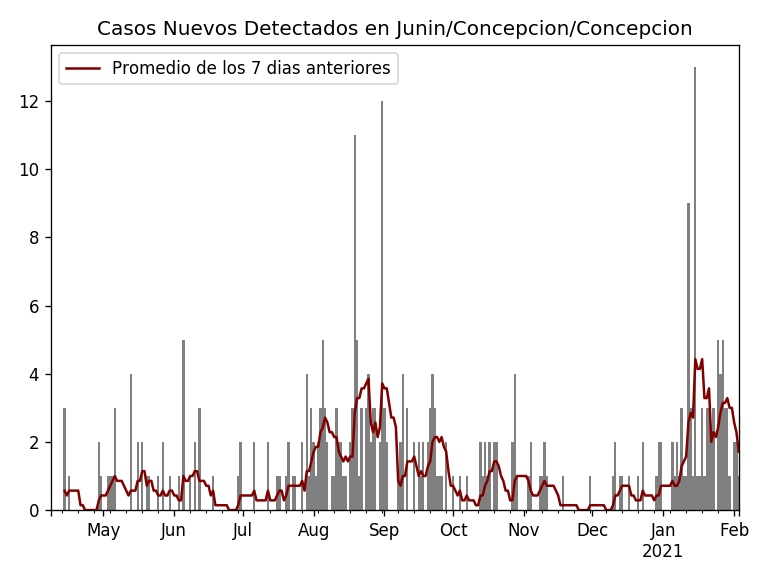 Casos Nuevos Detectados en Junin/Concepcion/Concepcion
Promedio de los 7 dias anteriores
12
10
8
6
4
2
0
May Jun Jul Aug Sep Oct Nov Dec Jan Feb
2021